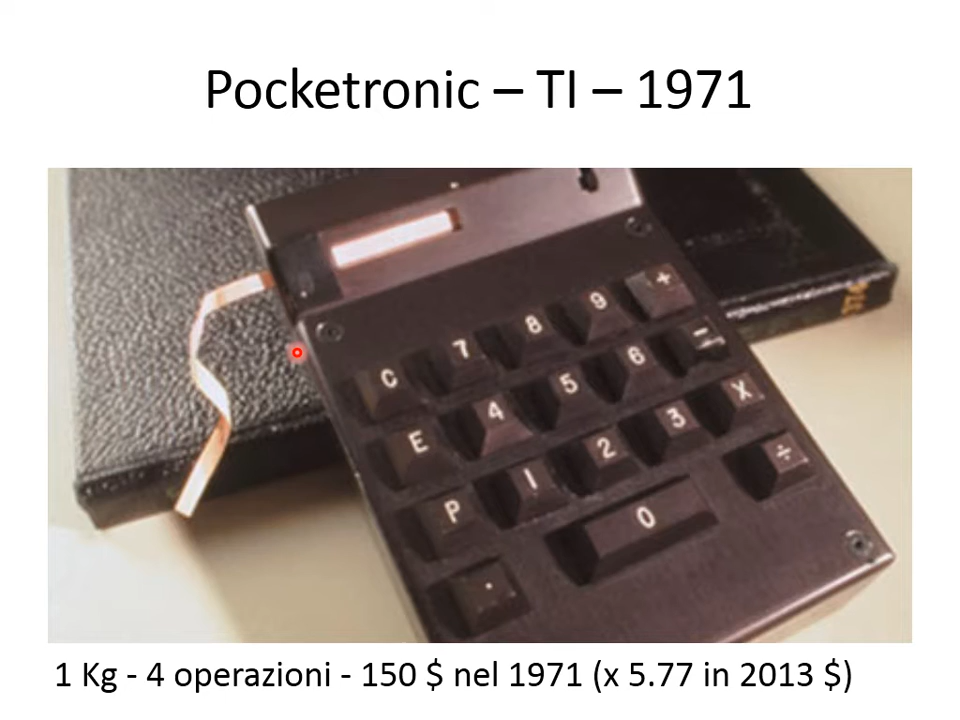 Pocketronic – TI – 1971
+
9
8
7
C
–
6
5
4
E
X
3
2
1
P
÷
0
.
1 Kg - 4 operazioni - 150 $ nel 1971 (x 5.77 in 2013 $)